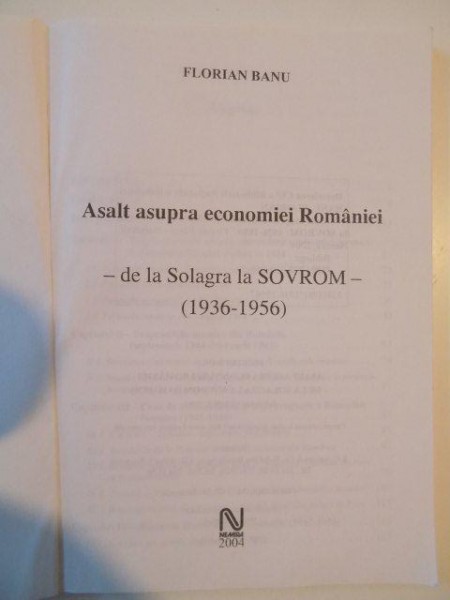 FLORIAN BANU
Asalt asupra economiei României
– de la Solagra la SOVROM –
(1936-1956)
NEMIRA
2004